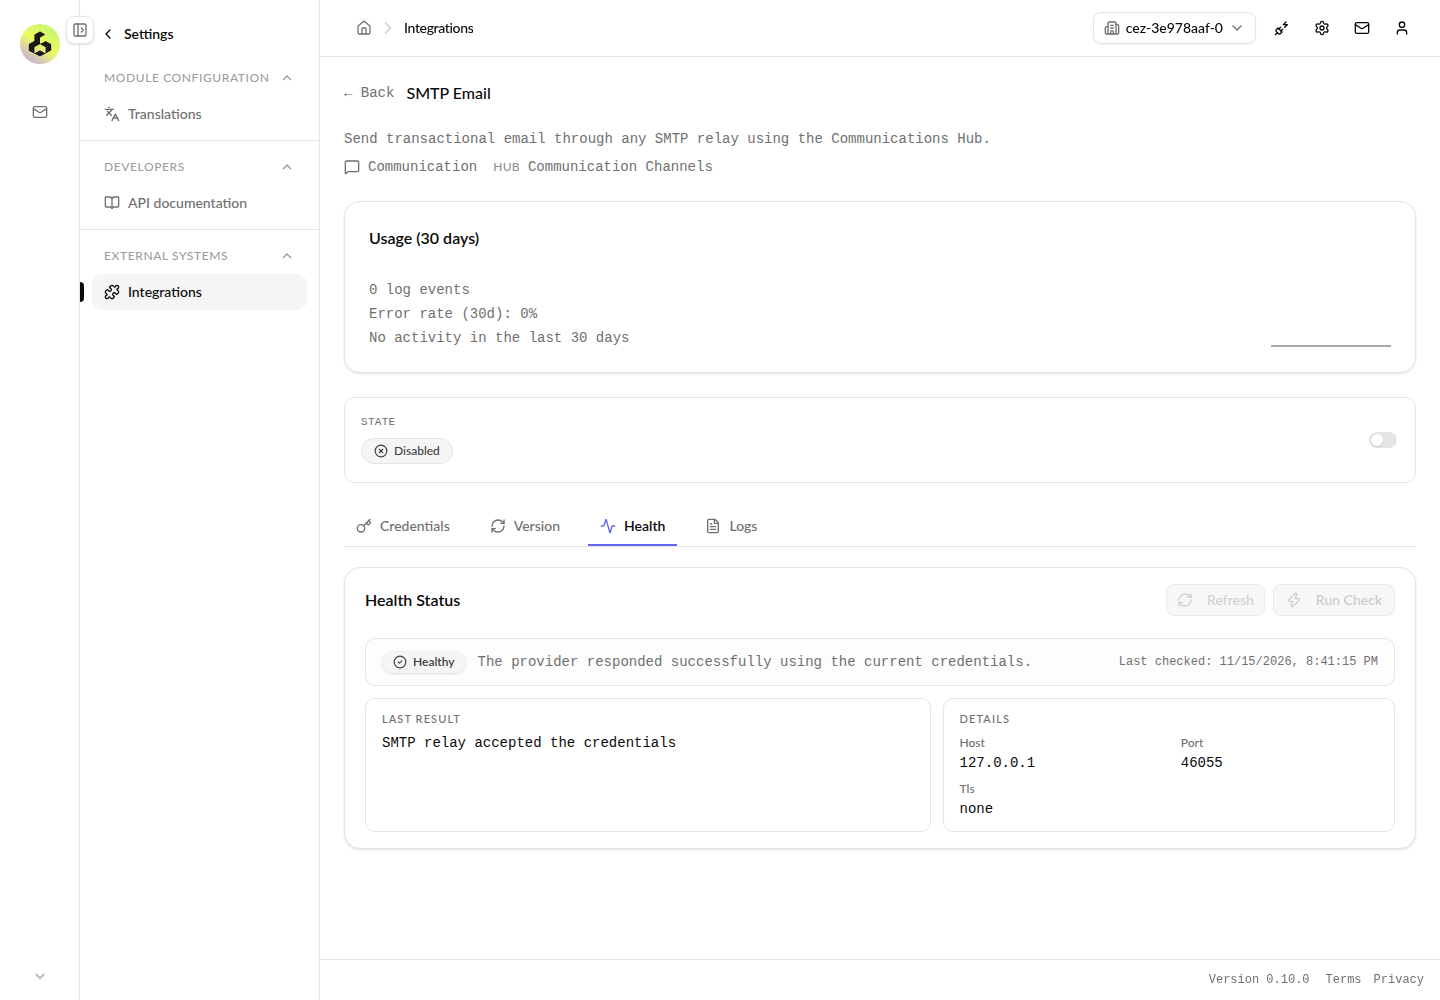 Settings
MODULE CONFIGURATION
Translations
DEVELOPERS
API documentation
EXTERNAL SYSTEMS
Integrations
Integrations
cez-3e978aaf-0
← Back SMTP Email
Send transactional email through any SMTP relay using the Communications Hub.
Communication HUB Communication Channels
Usage (30 days)
0 log events
Error rate (30d): 0%
No activity in the last 30 days
STATE
Disabled
Credentials Version Health Logs
Health Status
Refresh Run Check
Healthy The provider responded successfully using the current credentials. Last checked: 11/15/2026, 8:41:15 PM
LAST RESULT
SMTP relay accepted the credentials
DETAILS
Host Port
127.0.0.1 46055
Tls
none
Version 0.10.0 Terms Privacy